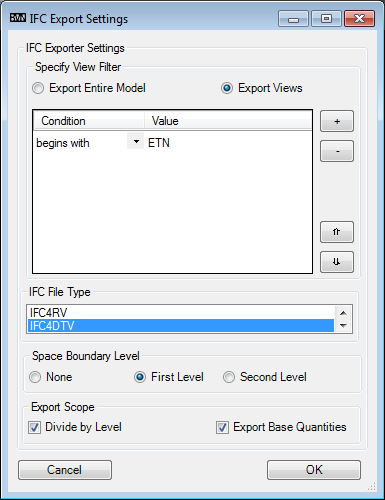 IFC Export Settings
IFC Exporter Settings
Specify View Filter
Export Entire Model Export Views
Condition Value
begins with ETN
+
-
IFC File Type
IFC4RV
IFC4DTV
Space Boundary Level
None First Level Second Level
Export Scope
Divide by Level Export Base Quantities
Cancel OK